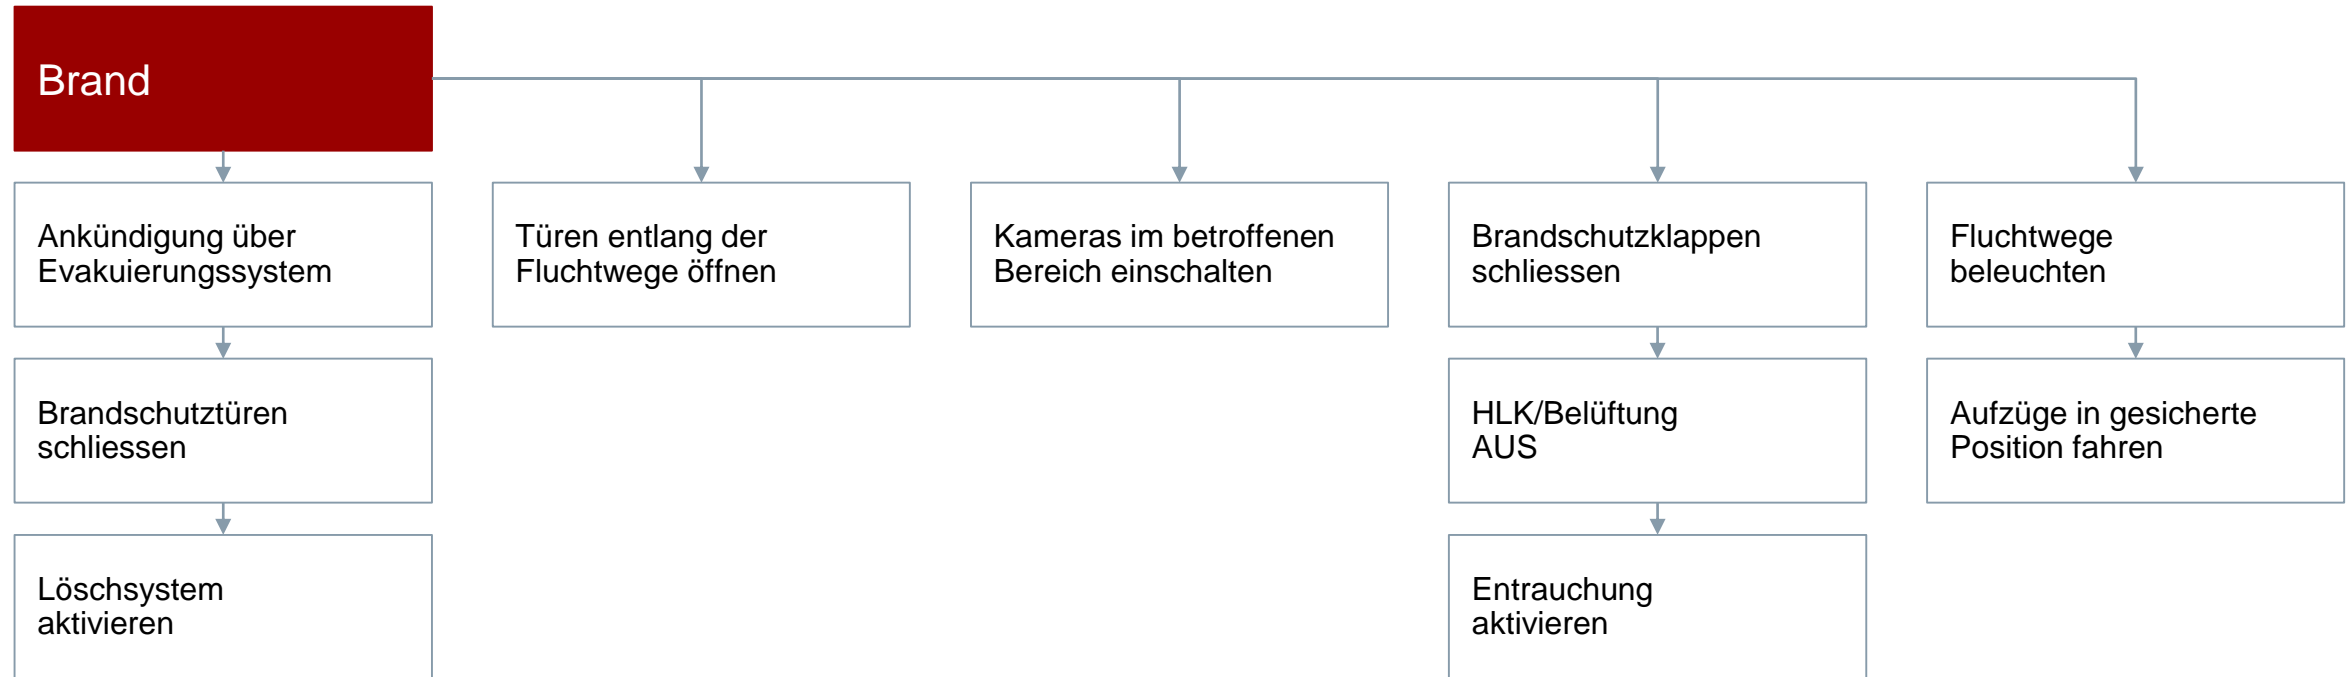 Brand
Ankündigung über
Evakuierungssystem
Türen entlang der
Fluchtwege öffnen
Kameras im betroffenen
Bereich einschalten
Brandschutzklappen
schliessen
Fluchtwege
beleuchten
Brandschutztüren
schliessen
HLK/Belüftung
AUS
Aufzüge in gesicherte
Position fahren
Löschsystem
aktivieren
Entrauchung
aktivieren